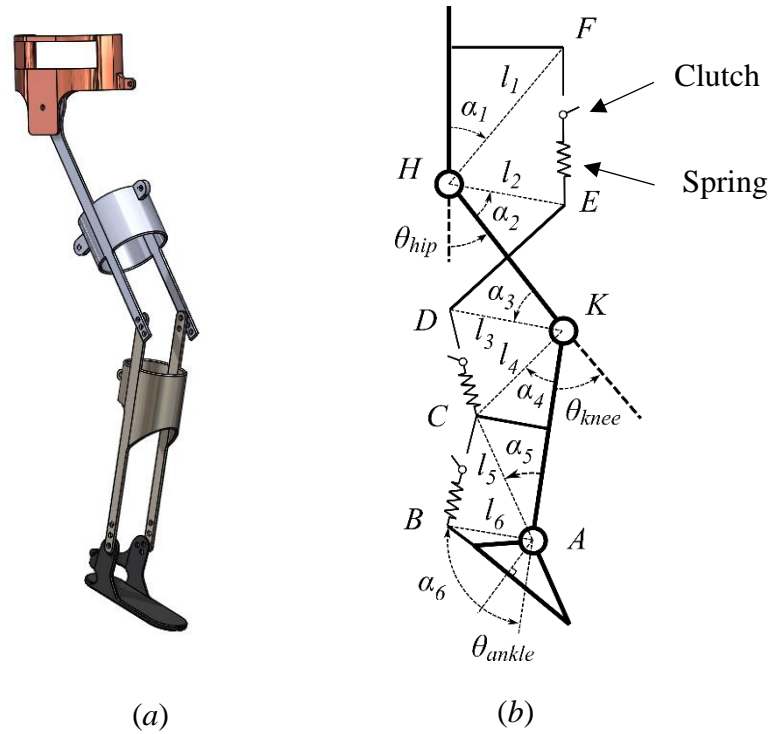 F
Clutch
l1
α1
Spring
H
l2
α2
E
θhip
α3
K
D
l3
l4
α4
θknee
C
α5
l5
l6
B
A
α6
θankle
(a)
(b)